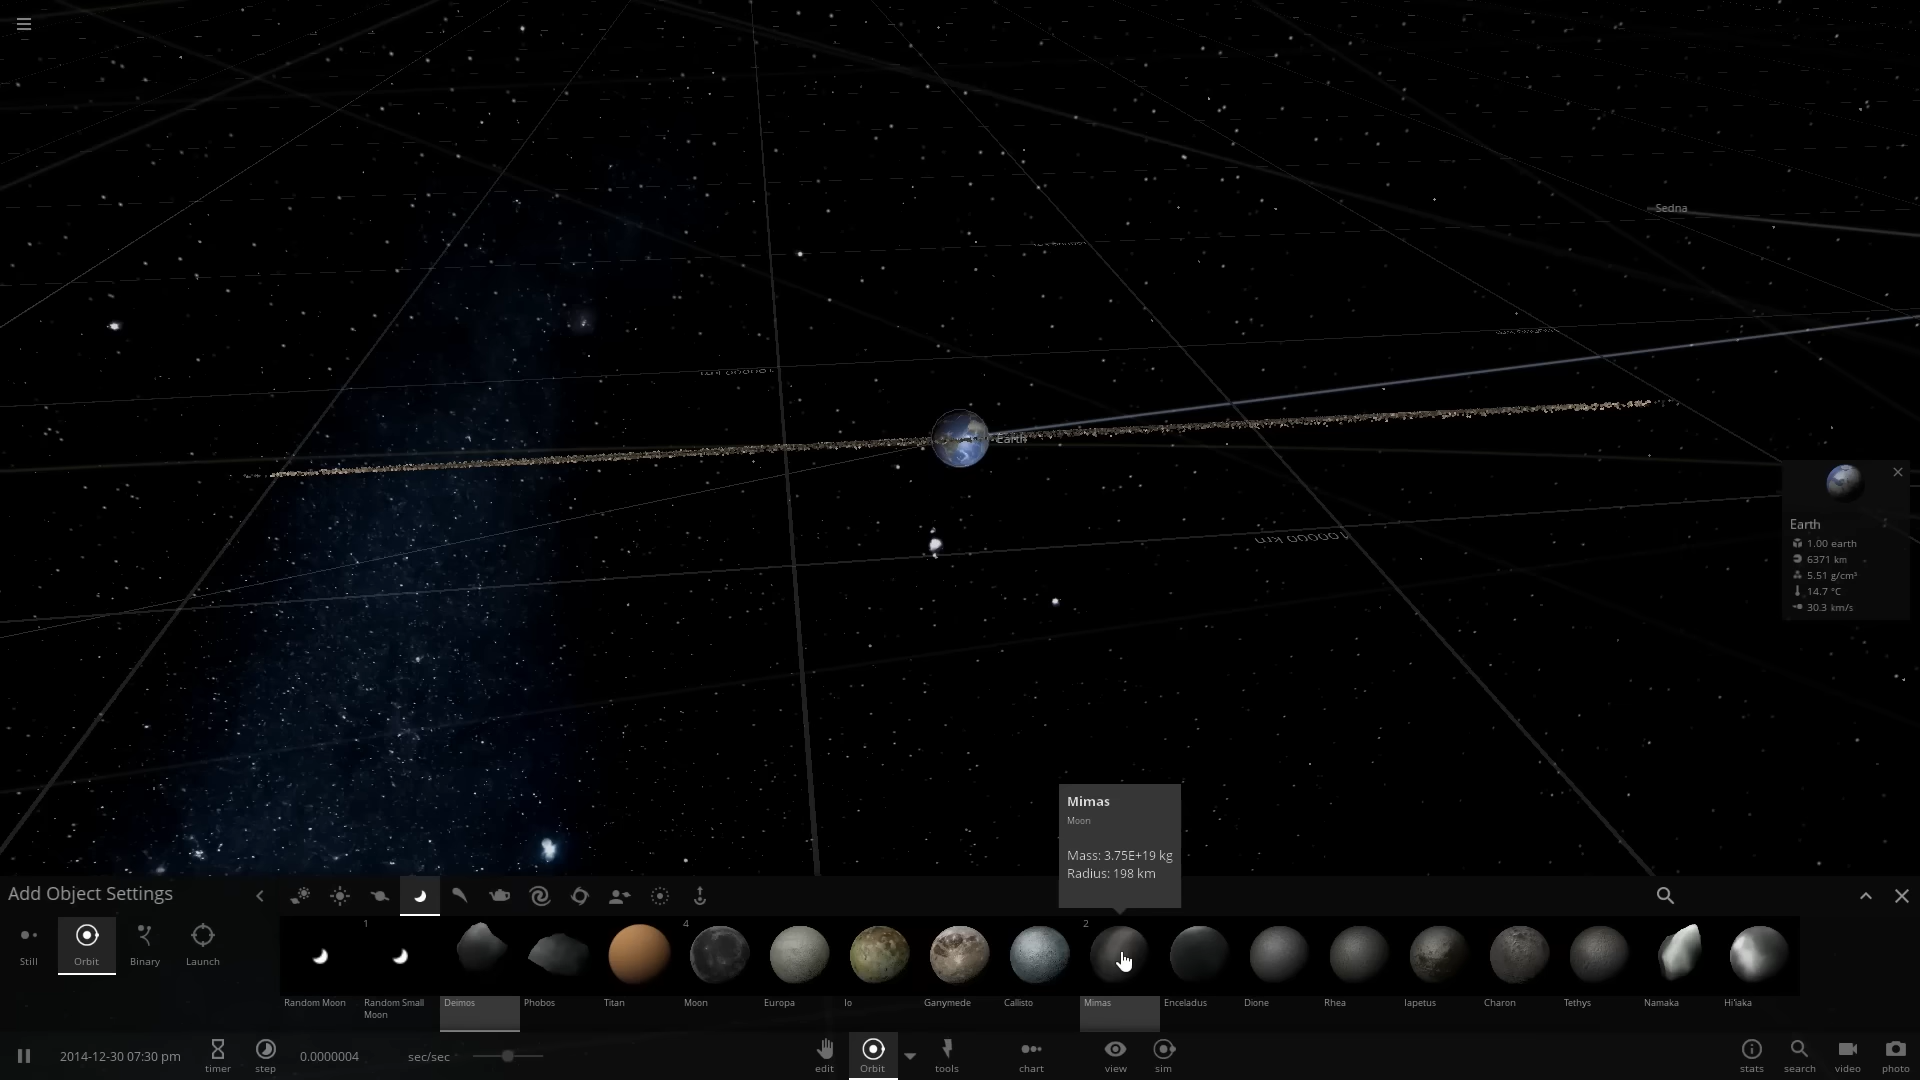 Sedna
100000 km
Earth
100000 km
Earth
1.00 earth
6371 km
5.51 g/cm³
14.7 °C
30.3 km/s
Mimas
Moon
Mass: 3.75E+19 kg
Radius: 198 km
Add Object Settings
1
4
2
Still
Orbit
Binary
Launch
Random Moon
Random Small
Moon
Deimos
Phobos
Titan
Moon
Europa
Io
Ganymede
Callisto
Mimas
Enceladus
Dione
Rhea
Iapetus
Charon
Tethys
Namaka
Hi'iaka
2014-12-30 07:30 pm
timer
step
0.0000004
sec/sec
edit
Orbit
tools
chart
view
sim
stats
search
video
photo